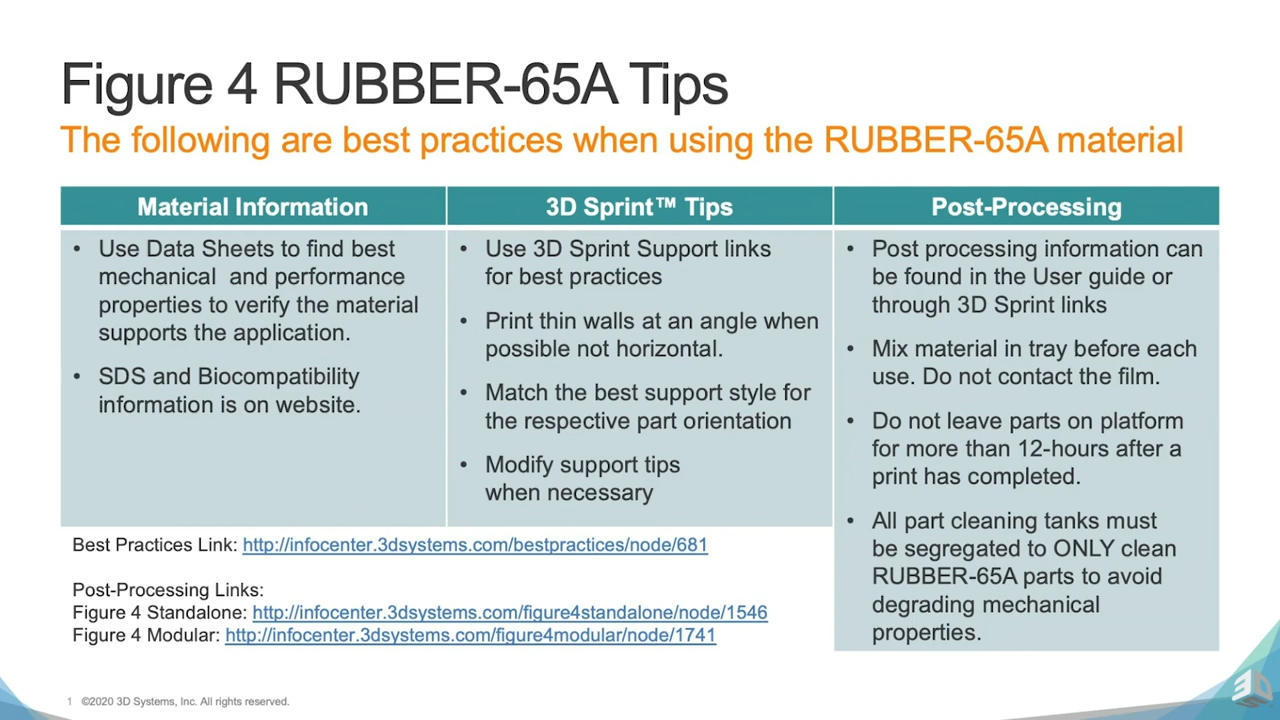 Figure 4 RUBBER-65A Tips
The following are best practices when using the RUBBER-65A material
Material Information
• Use Data Sheets to find best
mechanical and performance
properties to verify the material
supports the application.
• SDS and Biocompatibility
information is on website.
3D Sprint™ Tips
• Use 3D Sprint Support links
for best practices
• Print thin walls at an angle when
possible not horizontal.
• Match the best support style for
the respective part orientation
• Modify support tips
when necessary
Post-Processing
• Post processing information can
be found in the User guide or
through 3D Sprint links
• Mix material in tray before each
use. Do not contact the film.
• Do not leave parts on platform
for more than 12-hours after a
print has completed.
• All part cleaning tanks must
be segregated to ONLY clean
RUBBER-65A parts to avoid
degrading mechanical
properties.
Best Practices Link: http://infocenter.3dsystems.com/bestpractices/node/681
Post-Processing Links:
Figure 4 Standalone: http://infocenter.3dsystems.com/figure4standalone/node/1546
Figure 4 Modular: http://infocenter.3dsystems.com/figure4modular/node/1741
1 ©2020 3D Systems, Inc. All rights reserved.
3D